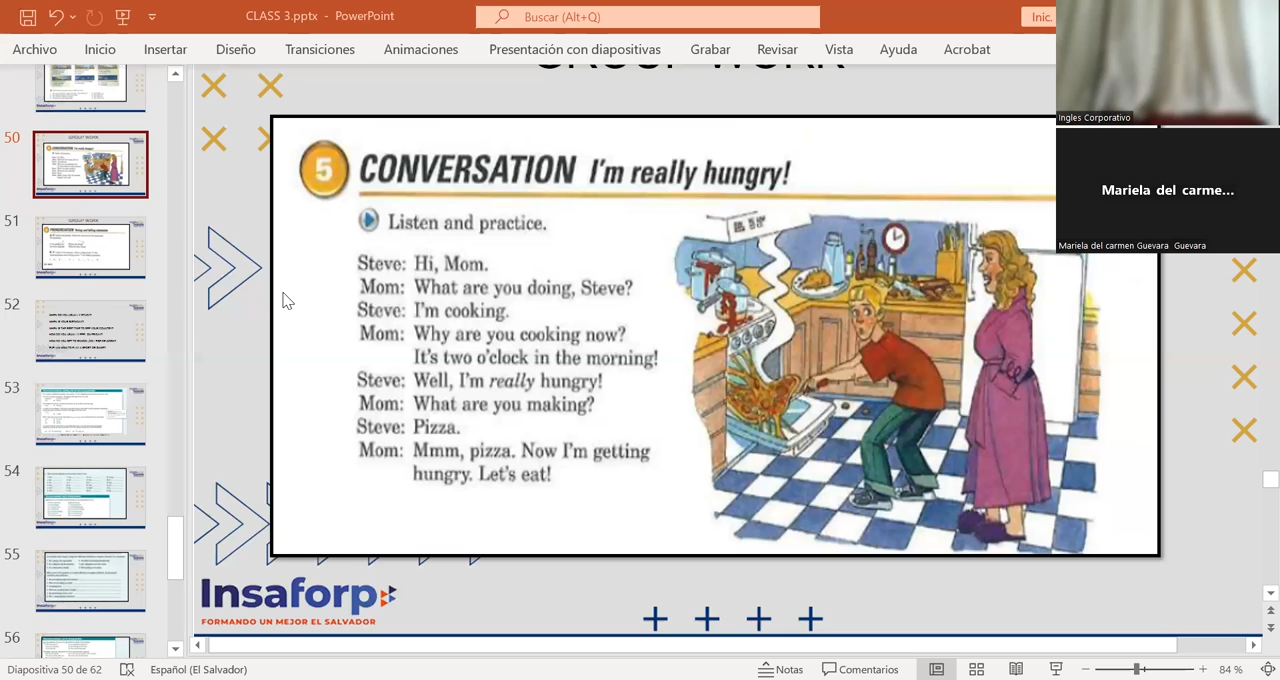 CLASS 3.pptx - PowerPoint
Buscar (Alt+Q)
Inic.
Archivo Inicio Insertar Diseño Transiciones Animaciones Presentación con diapositivas Grabar Revisar Vista Ayuda Acrobat
Ingles Corporativo
Mariela del carme...
Mariela del carmen Guevara Guevara
50
51
52
53
54
55
56
GROUP WORK
5 CONVERSATION I'm really hungry!
Listen and practice.
Steve: Hi, Mom.
Mom: What are you doing, Steve?
Steve: I'm cooking.
Mom: Why are you cooking now?
It's two o'clock in the morning!
Steve: Well, I'm really hungry!
Mom: What are you making?
Steve: Pizza.
Mom: Mmm, pizza. Now I'm getting
hungry. Let's eat!
Insaforp
FORMANDO UN MEJOR EL SALVADOR
Diapositiva 50 de 62 Español (El Salvador) Notas Comentarios 84 %